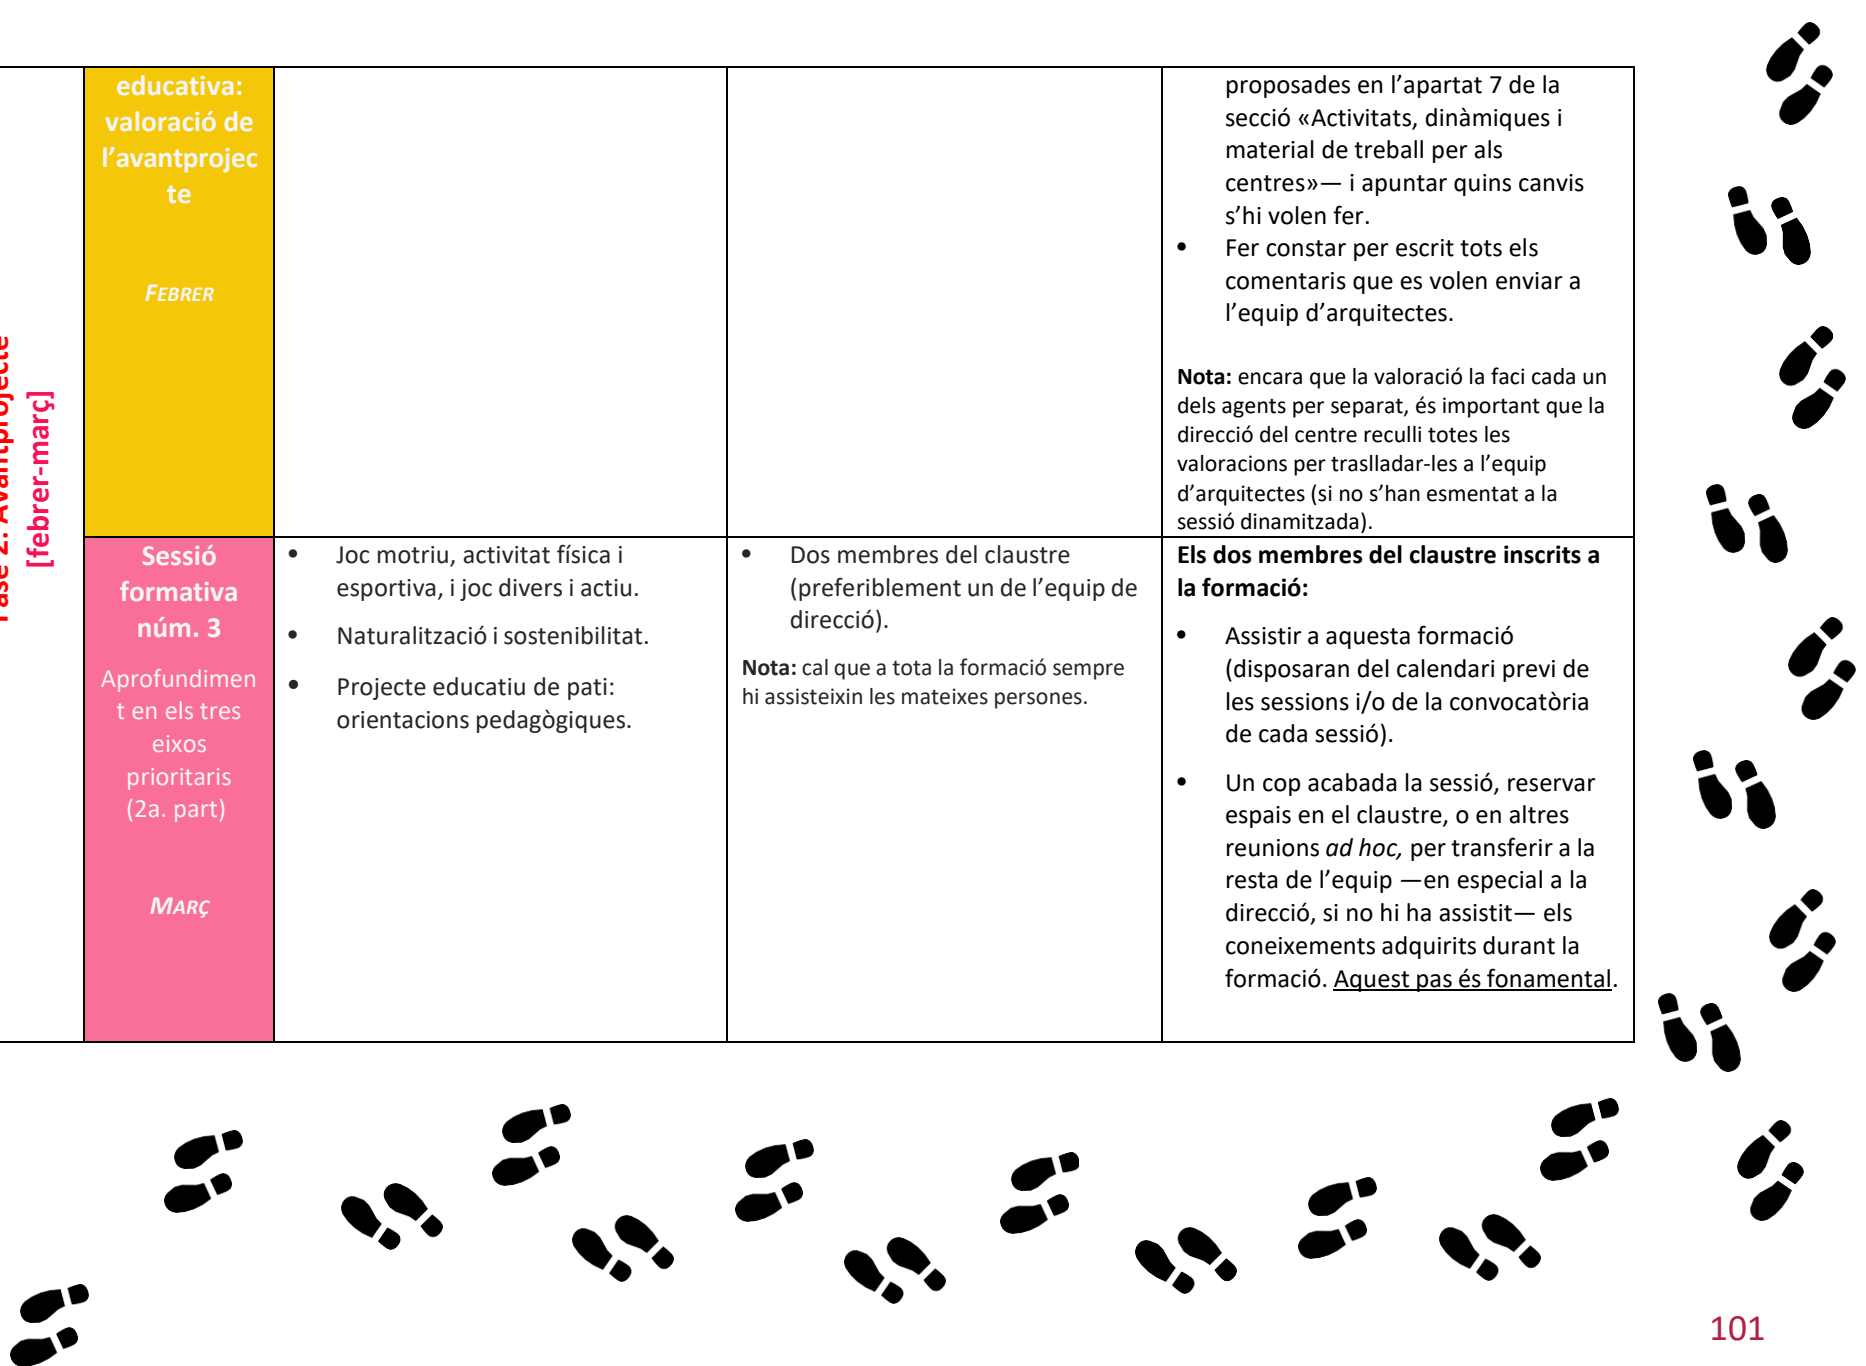 Fase 2. Avantprojecte
[febrer-març]
educativa:
valoració de
l’avantprojec
te
FEBRER
proposades en l’apartat 7 de la
secció «Activitats, dinàmiques i
material de treball per als
centres»— i apuntar quins canvis
s’hi volen fer.
• Fer constar per escrit tots els
comentaris que es volen enviar a
l’equip d’arquitectes.
Nota: encara que la valoració la faci cada un
dels agents per separat, és important que la
direcció del centre reculli totes les
valoracions per traslladar-les a l’equip
d’arquitectes (si no s’han esmentat a la
sessió dinamitzada).
Sessió
formativa
núm. 3
Aprofundimen
t en els tres
eixos
prioritaris
(2a. part)
MARÇ
• Joc motriu, activitat física i
esportiva, i joc divers i actiu.
• Naturalització i sostenibilitat.
• Projecte educatiu de pati:
orientacions pedagògiques.
• Dos membres del claustre
(preferiblement un de l’equip de
direcció).
Nota: cal que a tota la formació sempre
hi assisteixin les mateixes persones.
Els dos membres del claustre inscrits a
la formació:
• Assistir a aquesta formació
(disposaran del calendari previ de
les sessions i/o de la convocatòria
de cada sessió).
• Un cop acabada la sessió, reservar
espais en el claustre, o en altres
reunions ad hoc, per transferir a la
resta de l’equip —en especial a la
direcció, si no hi ha assistit— els
coneixements adquirits durant la
formació. Aquest pas és fonamental.
101